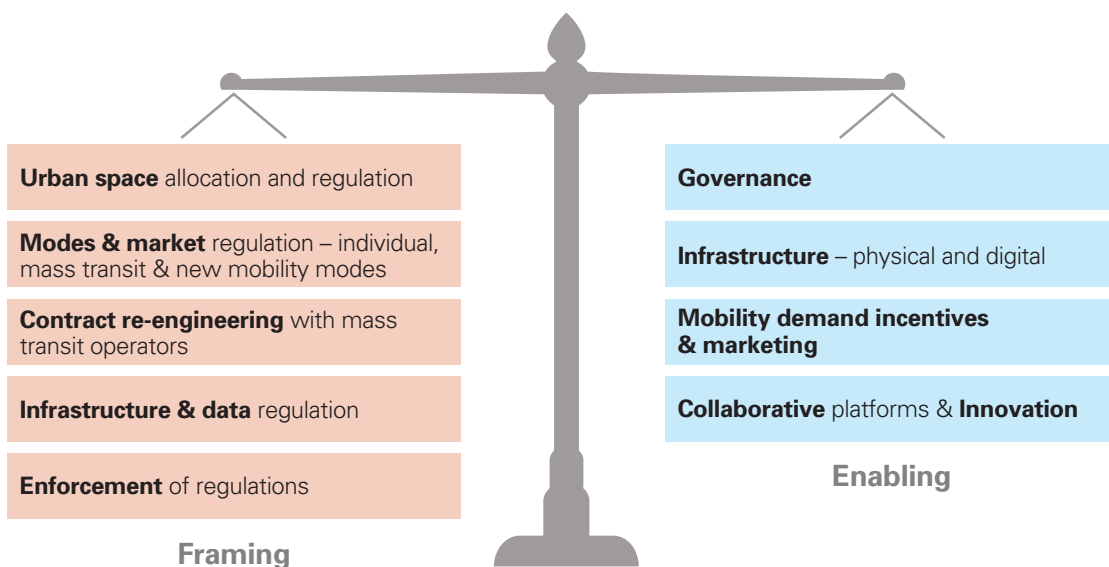 Urban space allocation and regulation
Modes & market regulation – individual,
mass transit & new mobility modes
Contract re-engineering with mass
transit operators
Infrastructure & data regulation
Enforcement of regulations
Framing
Governance
Infrastructure – physical and digital
Mobility demand incentives
& marketing
Collaborative platforms & Innovation
Enabling